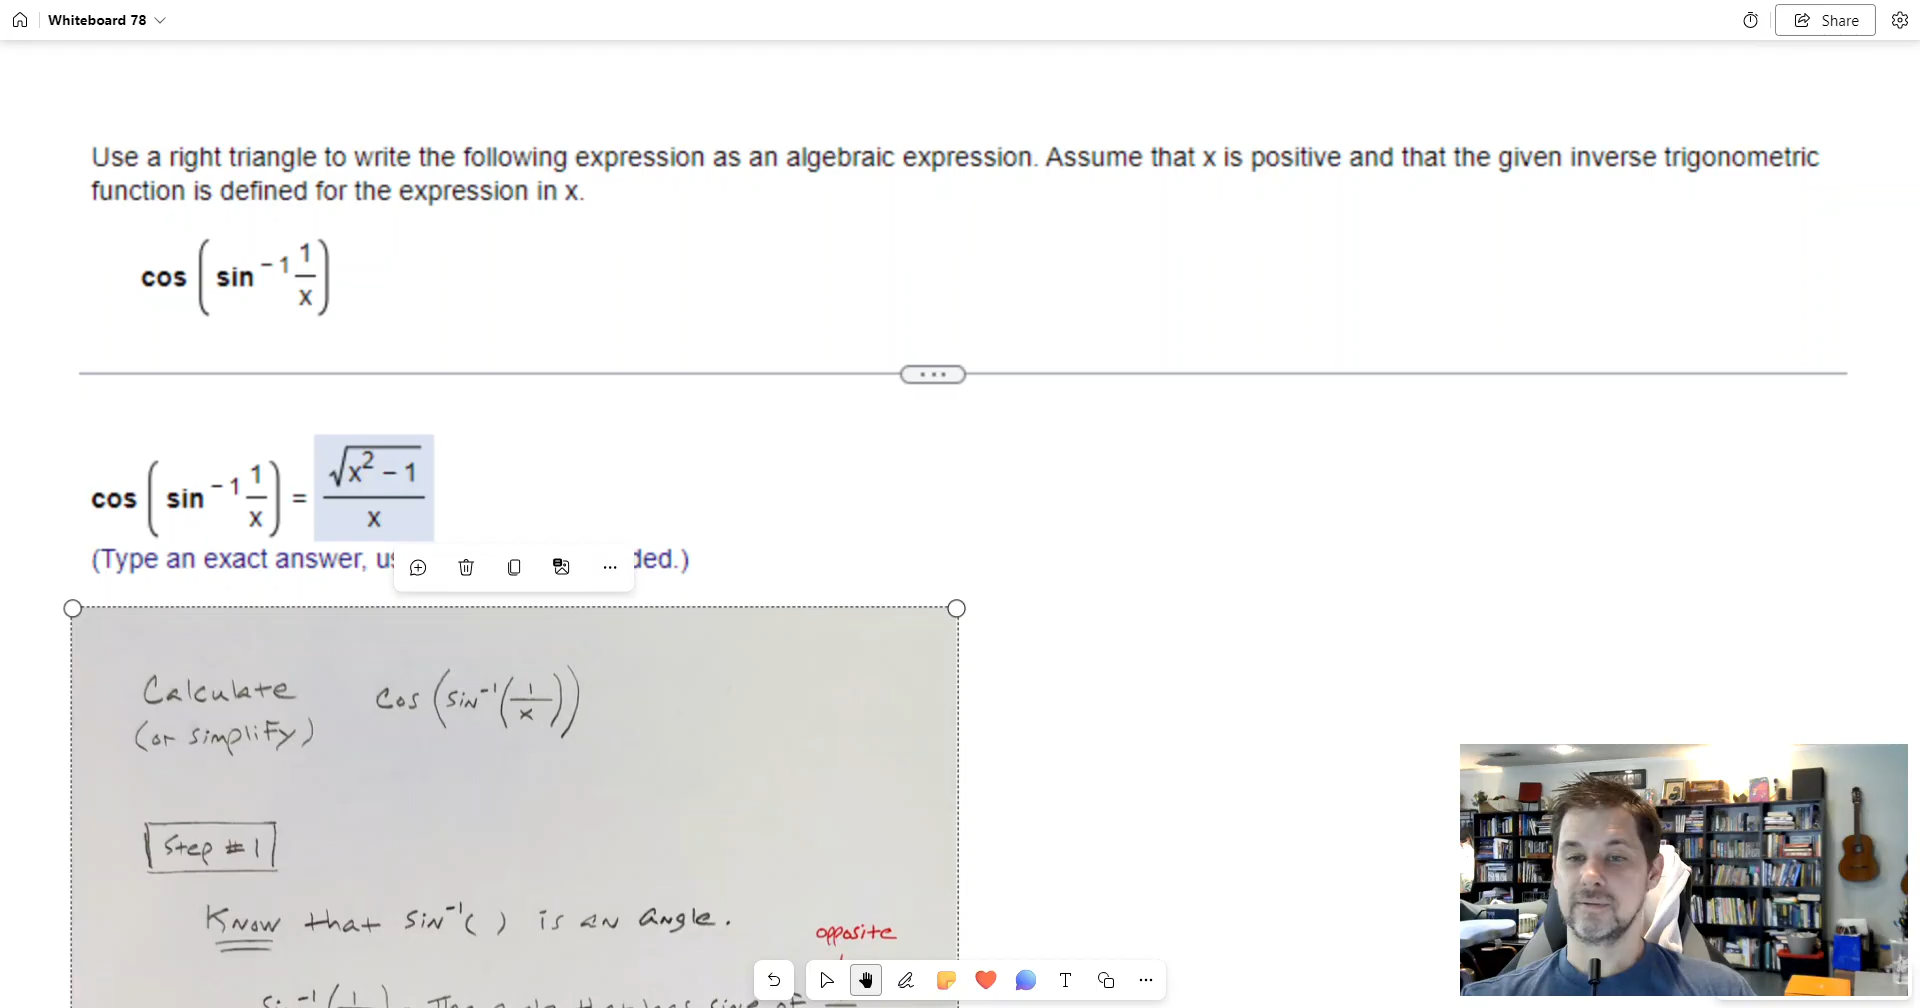 Whiteboard 78
Share
Use a right triangle to write the following expression as an algebraic expression. Assume that x is positive and that the given inverse trigonometric
function is defined for the expression in x.
cos (sin⁻¹ 1/x)
cos (sin⁻¹ 1/x) = √(x² − 1)/x
(Type an exact answer, ded.)
Calculate cos (sin⁻¹(1/x))
(or simplify)
Step #1
Know that sin⁻¹( ) is an angle.
opposite
sin⁻¹(1
T